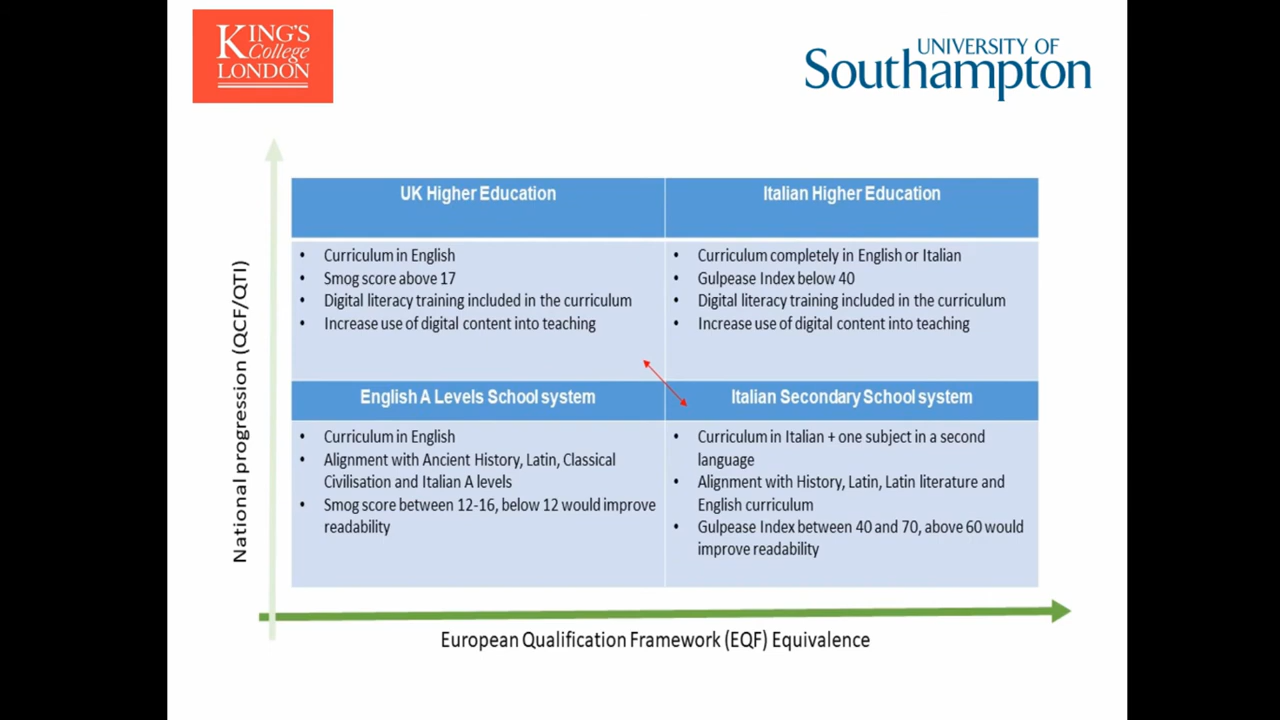 KING'S
College
LONDON
UNIVERSITY OF
Southampton
National progression (QCF/QTI)
UK Higher Education
• Curriculum in English
• Smog score above 17
• Digital literacy training included in the curriculum
• Increase use of digital content into teaching
Italian Higher Education
• Curriculum completely in English or Italian
• Gulpease Index below 40
• Digital literacy training included in the curriculum
• Increase use of digital content into teaching
English A Levels School system
• Curriculum in English
• Alignment with Ancient History, Latin, Classical
Civilisation and Italian A levels
• Smog score between 12-16, below 12 would improve
readability
Italian Secondary School system
• Curriculum in Italian + one subject in a second
language
• Alignment with History, Latin, Latin literature and
English curriculum
• Gulpease Index between 40 and 70, above 60 would
improve readability
European Qualification Framework (EQF) Equivalence